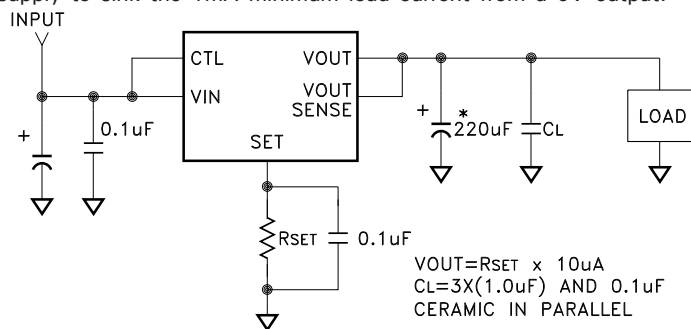 supply to sink the 1mA minimum load current from a 0V output.
INPUT
CTL
VOUT
VIN
VOUT
SENSE
SET
+
0.1uF
+
*
220uF
CL
LOAD
RSET
0.1uF
VOUT=RSET x 10uA
CL=3X(1.0uF) AND 0.1uF
CERAMIC IN PARALLEL